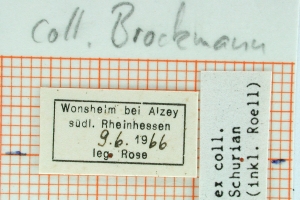 coll. Brockmann
Wonsheim bei Alzey
südl. Rheinhessen
9.6. 1966
leg. Rose
ex coll.
Schurian
(inkl. Roell)